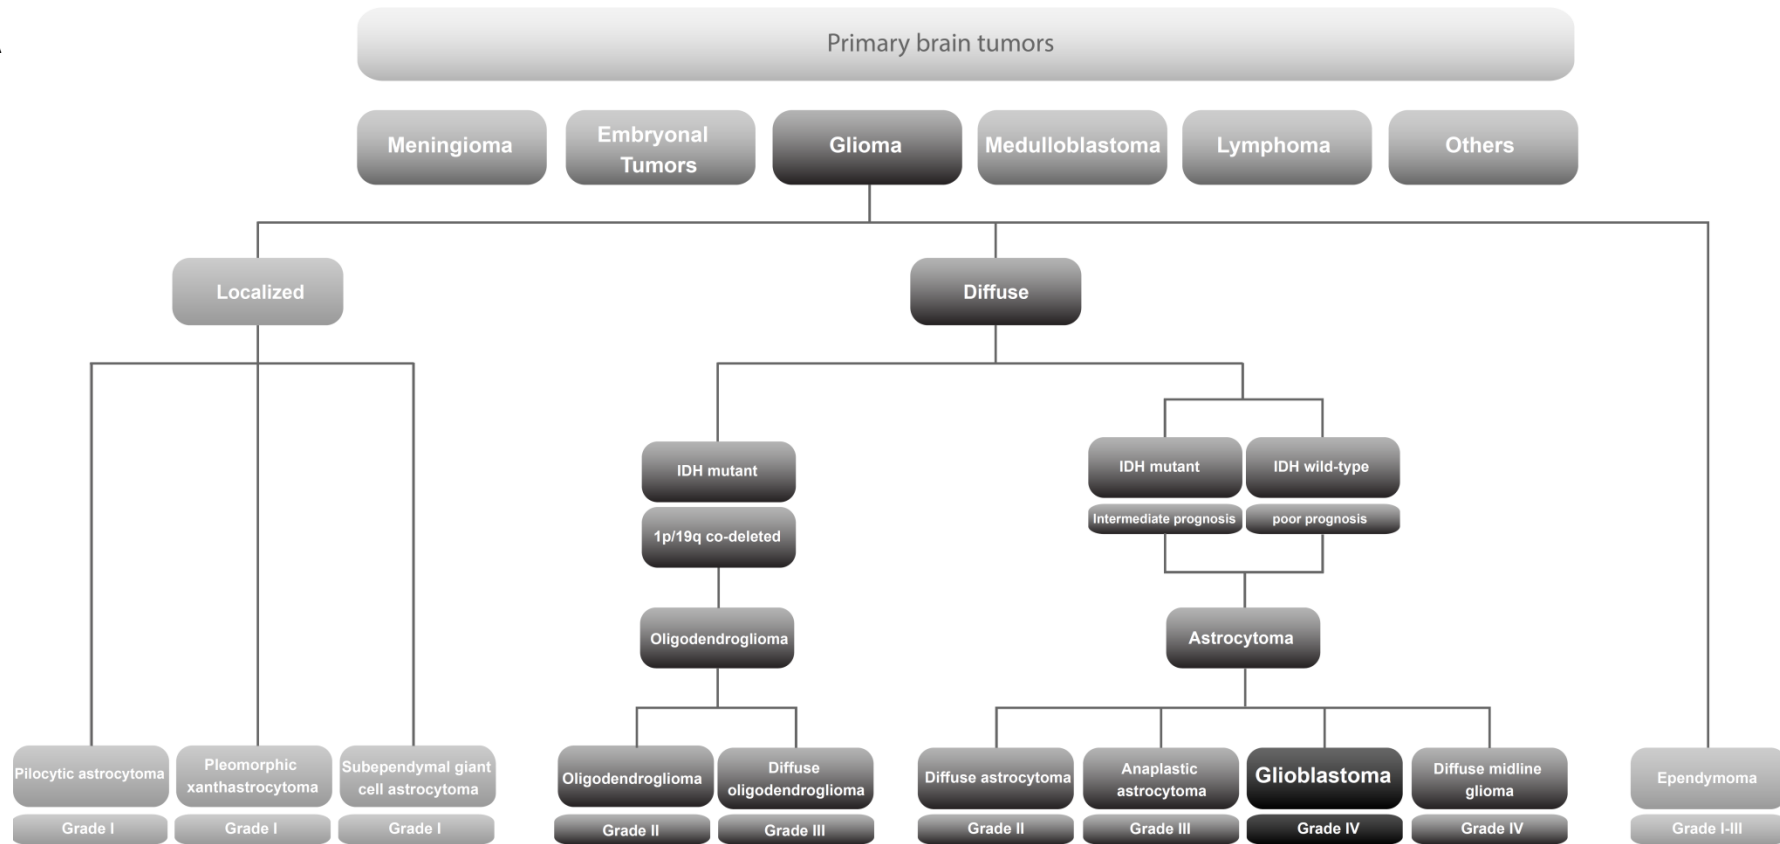 A
Primary brain tumors
Meningioma
Embryonal
Tumors
Glioma
Medulloblastoma
Lymphoma
Others
Localized
Diffuse
IDH mutant
1p/19q co-deleted
IDH mutant
Intermediate prognosis
IDH wild-type
poor prognosis
Oligodendroglioma
Astrocytoma
Pilocytic astrocytoma
Grade I
Pleomorphic
xanthastrocytoma
Grade I
Subependymal giant
cell astrocytoma
Grade I
Oligodendroglioma
Grade II
Diffuse
oligodendroglioma
Grade III
Diffuse astrocytoma
Grade II
Anaplastic
astrocytoma
Grade III
Glioblastoma
Grade IV
Diffuse midline
glioma
Grade IV
Ependymoma
Grade I-III